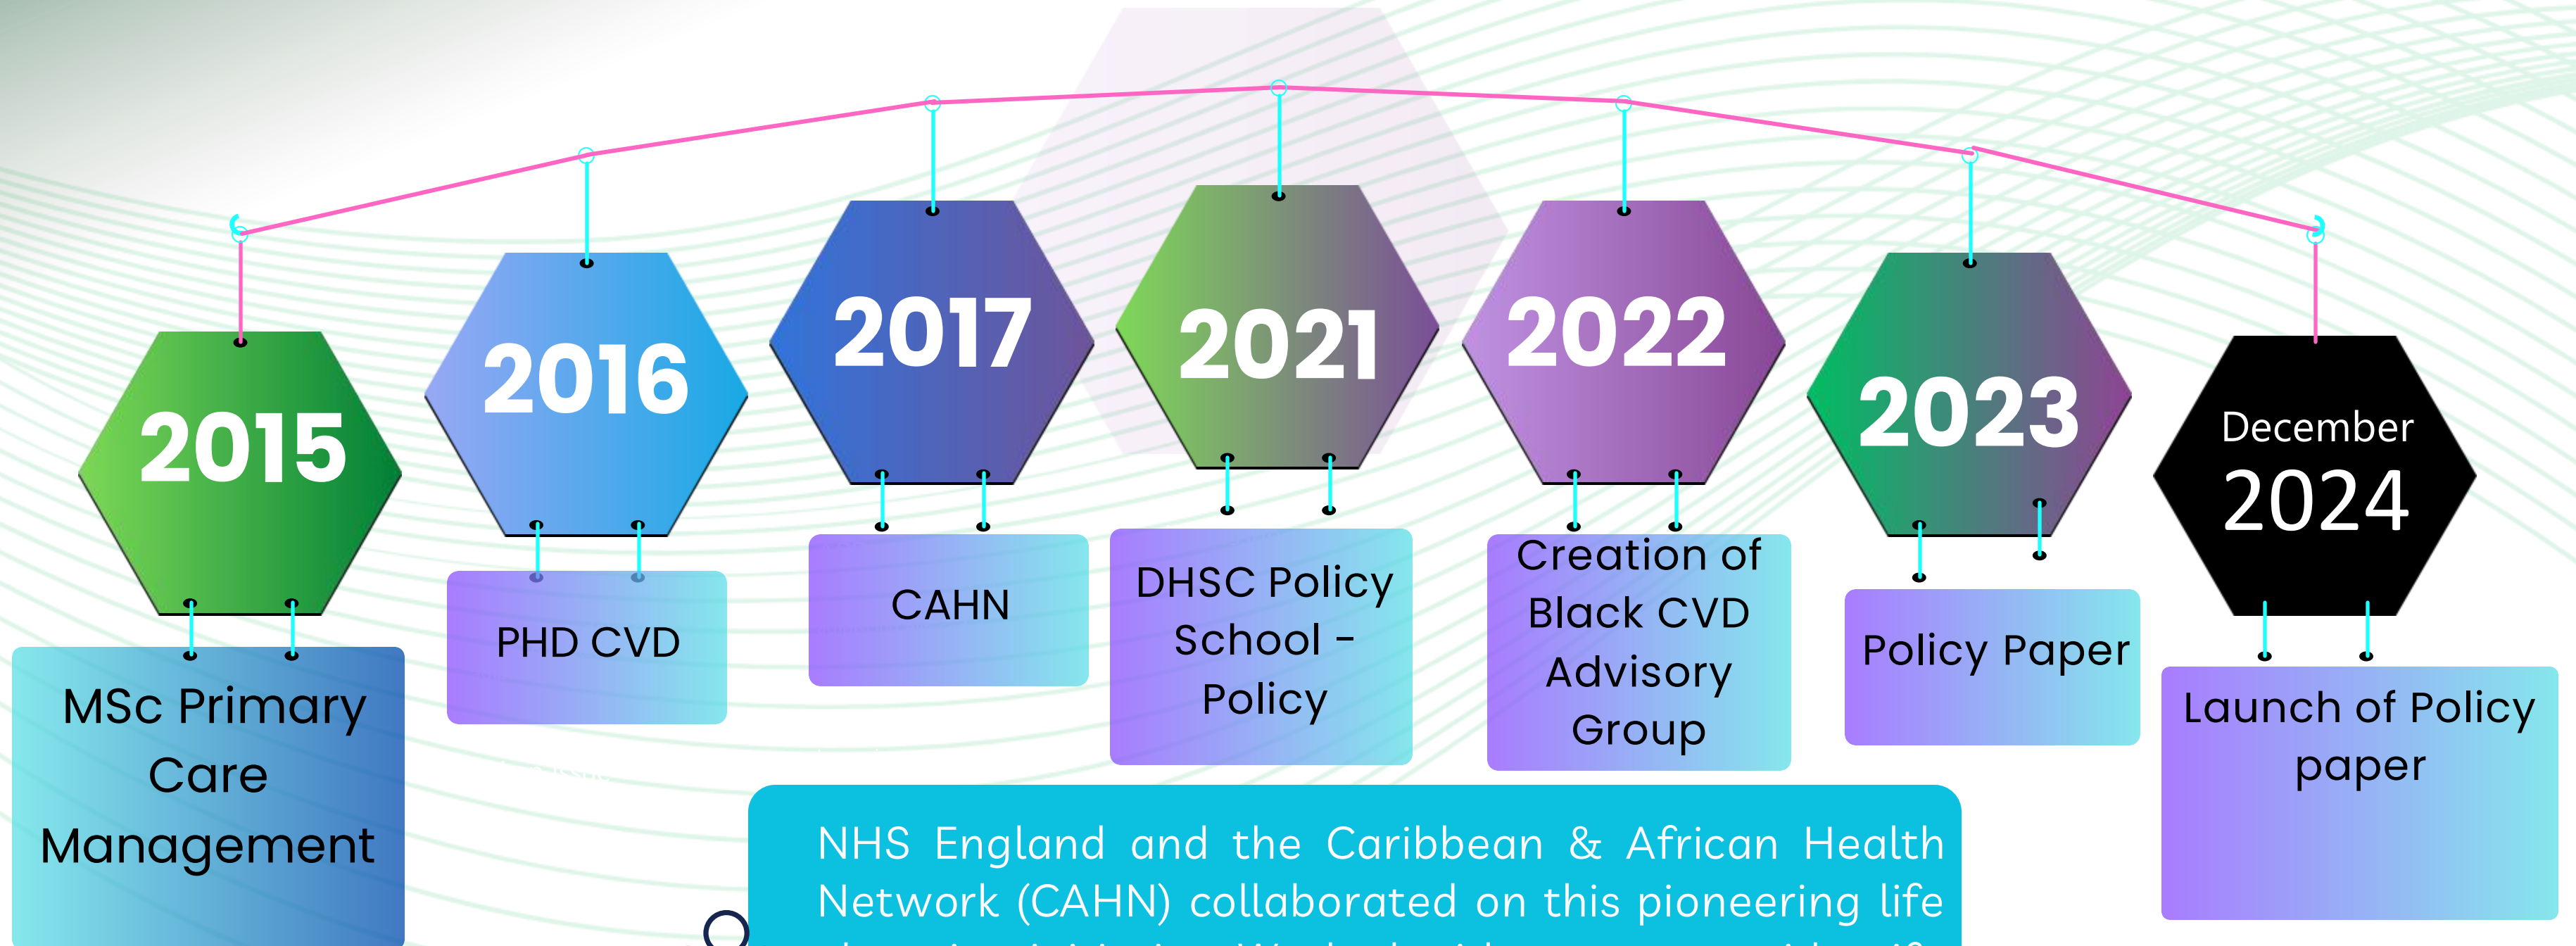 2015
MSc Primary
Care
Management
2016
PHD CVD
2017
CAHN
2021
DHSC Policy
School -
Policy
2022
Creation of
Black CVD
Advisory
Group
2023
Policy Paper
December
2024
Launch of Policy
paper
NHS England and the Caribbean & African Health
Network (CAHN) collaborated on this pioneering life